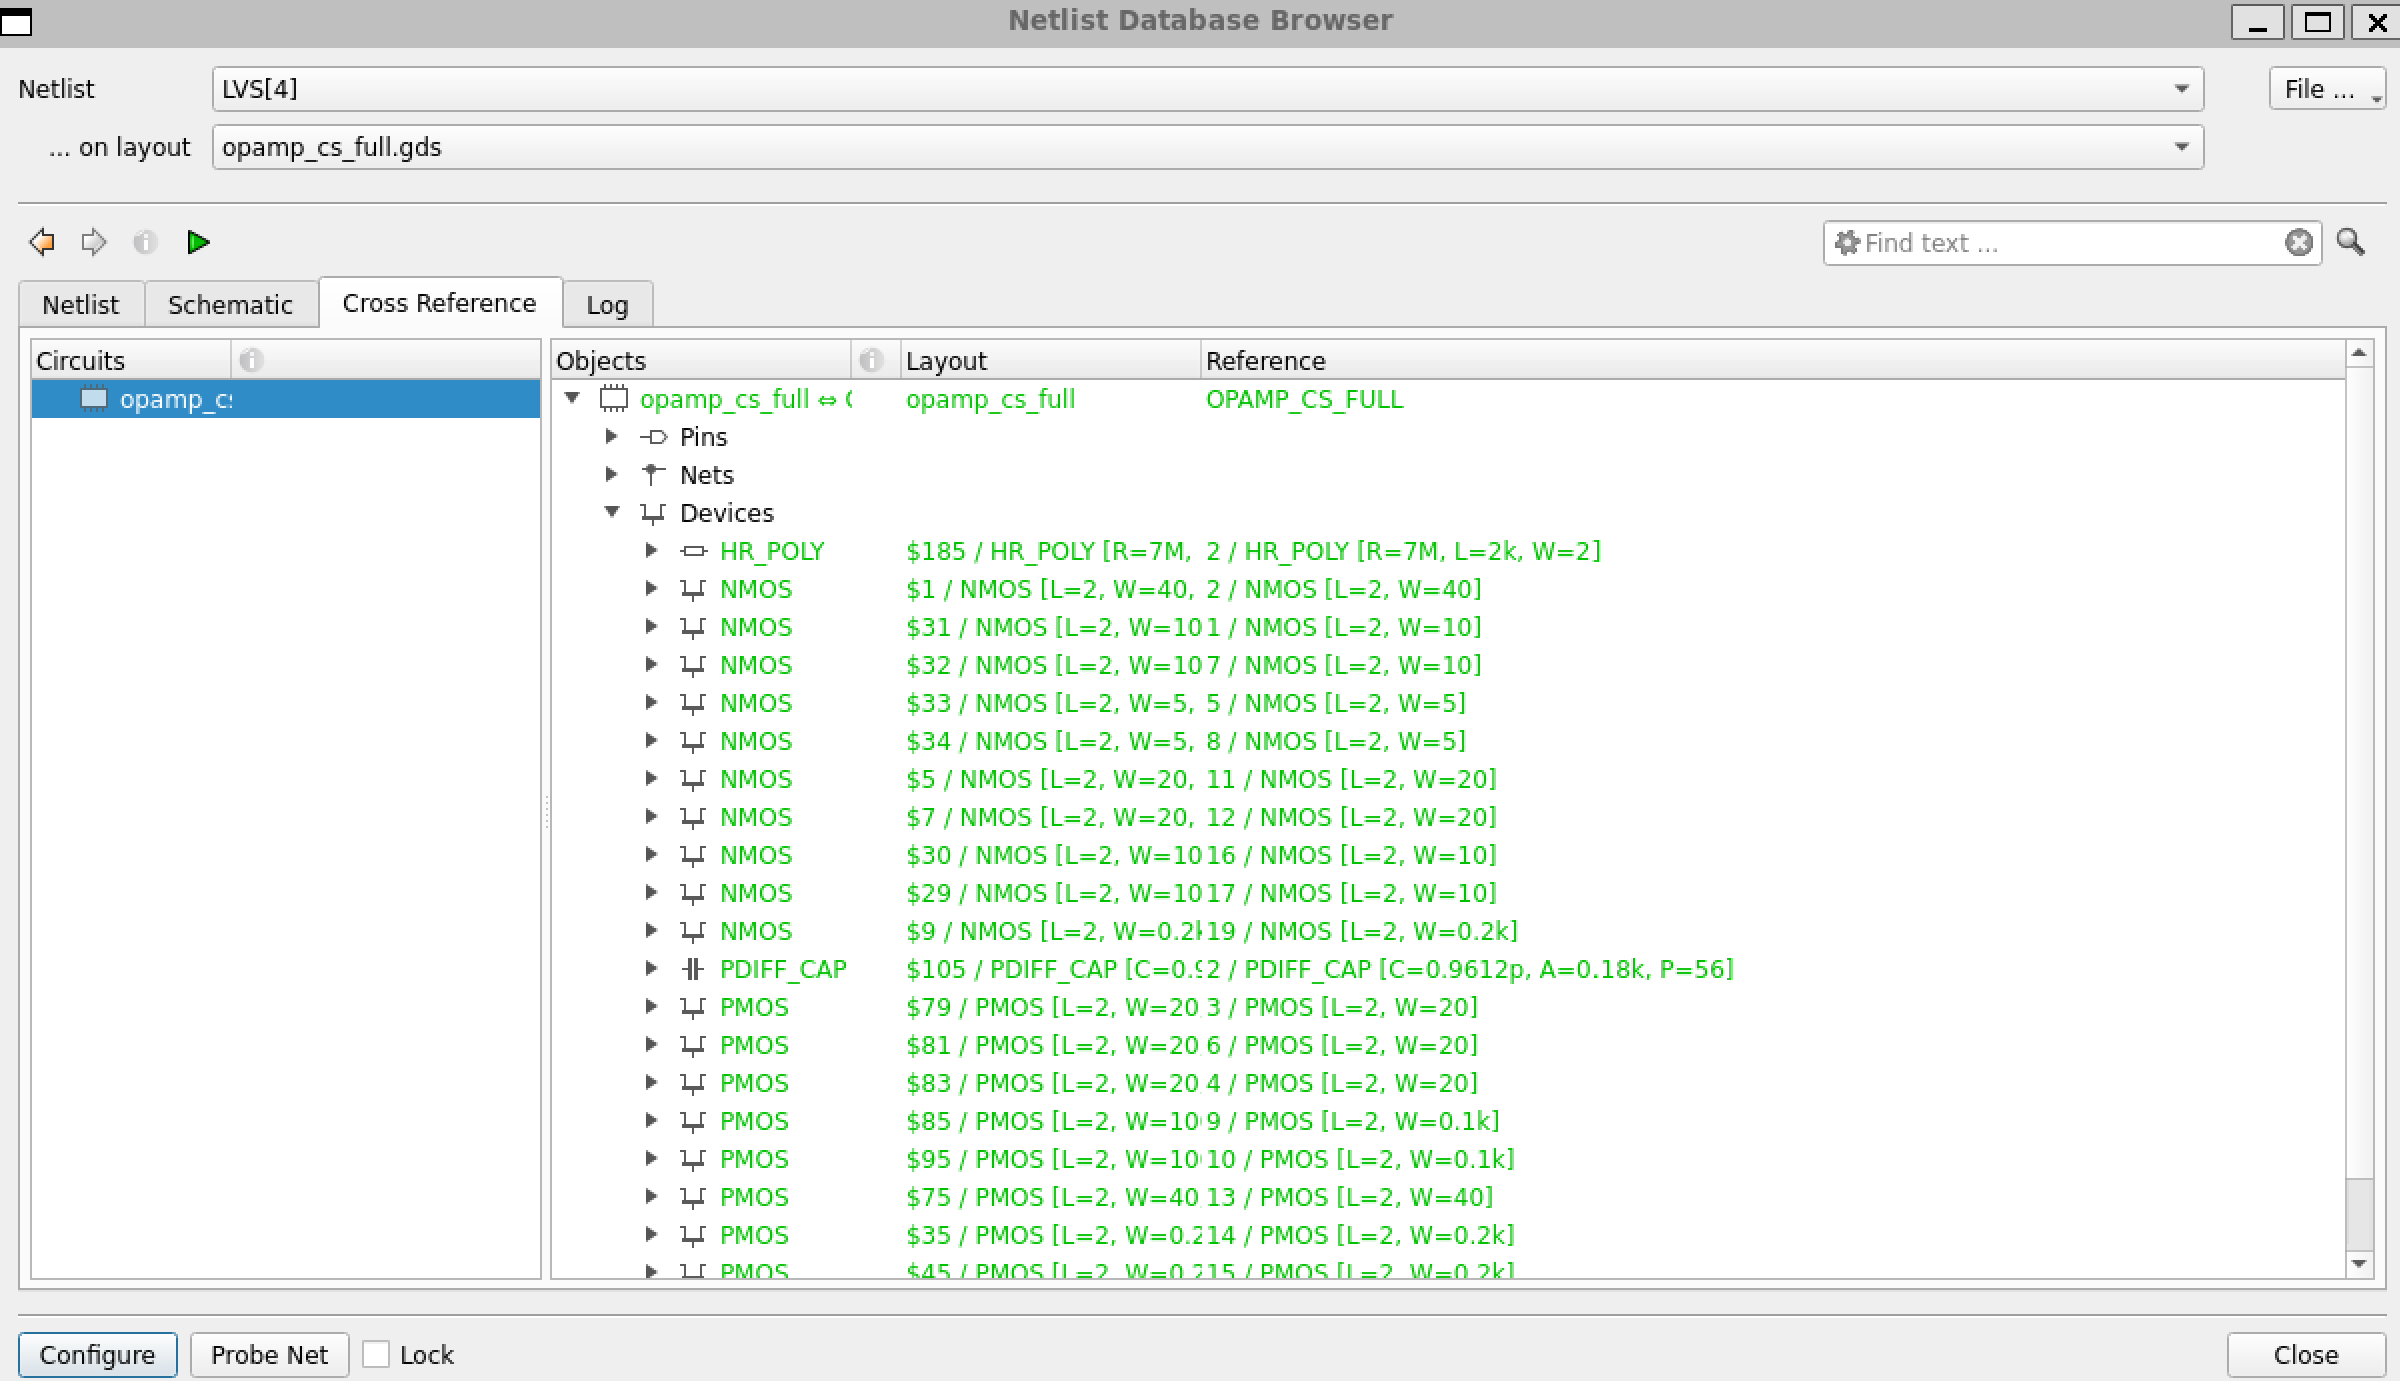 Netlist Database Browser
Netlist LVS[4] File ...
... on layout opamp_cs_full.gds
Find text ...
Netlist Schematic Cross Reference Log
Circuits Objects Layout Reference
opamp_cs opamp_cs_full ⇔ opamp_cs_full OPAMP_CS_FULL
Pins
Nets
Devices
HR_POLY $185 / HR_POLY [R=7M, 2 / HR_POLY [R=7M, L=2k, W=2]
NMOS $1 / NMOS [L=2, W=40, 2 / NMOS [L=2, W=40]
NMOS $31 / NMOS [L=2, W=10 1 / NMOS [L=2, W=10]
NMOS $32 / NMOS [L=2, W=10 7 / NMOS [L=2, W=10]
NMOS $33 / NMOS [L=2, W=5, 5 / NMOS [L=2, W=5]
NMOS $34 / NMOS [L=2, W=5, 8 / NMOS [L=2, W=5]
NMOS $5 / NMOS [L=2, W=20, 11 / NMOS [L=2, W=20]
NMOS $7 / NMOS [L=2, W=20, 12 / NMOS [L=2, W=20]
NMOS $30 / NMOS [L=2, W=10 16 / NMOS [L=2, W=10]
NMOS $29 / NMOS [L=2, W=10 17 / NMOS [L=2, W=10]
NMOS $9 / NMOS [L=2, W=0.2k 19 / NMOS [L=2, W=0.2k]
PDIFF_CAP $105 / PDIFF_CAP [C=0.9 2 / PDIFF_CAP [C=0.9612p, A=0.18k, P=56]
PMOS $79 / PMOS [L=2, W=20 3 / PMOS [L=2, W=20]
PMOS $81 / PMOS [L=2, W=20 6 / PMOS [L=2, W=20]
PMOS $83 / PMOS [L=2, W=20 4 / PMOS [L=2, W=20]
PMOS $85 / PMOS [L=2, W=10 9 / PMOS [L=2, W=0.1k]
PMOS $95 / PMOS [L=2, W=10 10 / PMOS [L=2, W=0.1k]
PMOS $75 / PMOS [L=2, W=40 13 / PMOS [L=2, W=40]
PMOS $35 / PMOS [L=2, W=0.2 14 / PMOS [L=2, W=0.2k]
PMOS $45 / PMOS [L=2, W=0.2 15 / PMOS [L=2, W=0.2k]
Configure Probe Net Lock Close